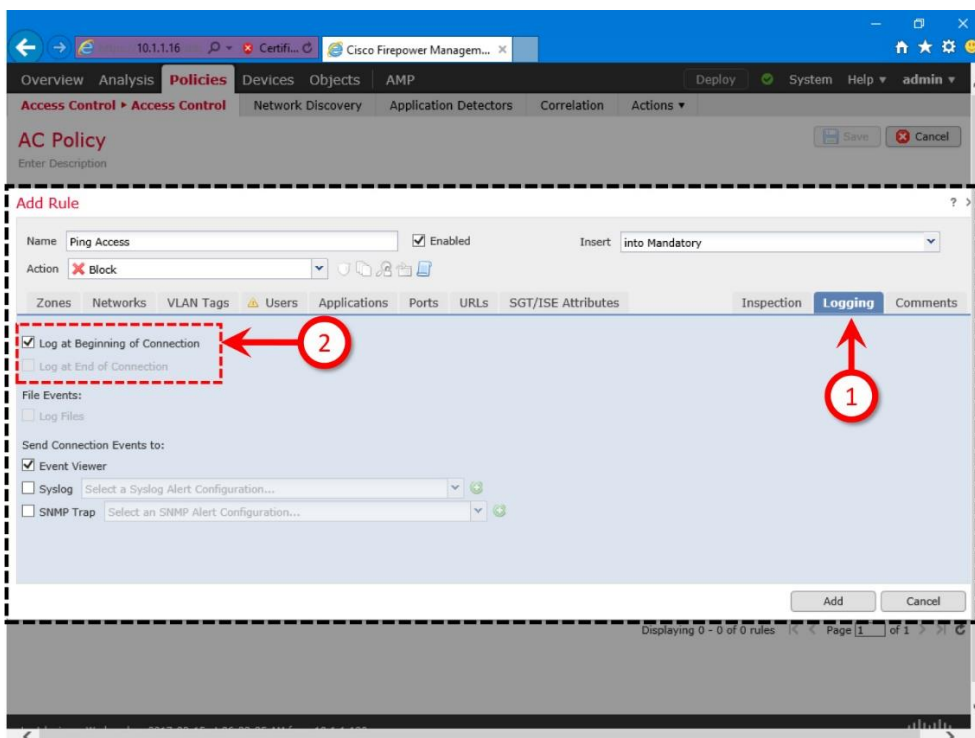 10.1.1.16 Certifi... Cisco Firepower Managem...
Overview Analysis Policies Devices Objects AMP Deploy System Help admin
Access Control ▸ Access Control Network Discovery Application Detectors Correlation Actions
AC Policy Save Cancel
Enter Description
Add Rule ?
Name Ping Access Enabled Insert into Mandatory
Action Block
Zones Networks VLAN Tags Users Applications Ports URLs SGT/ISE Attributes Inspection Logging Comments
Log at Beginning of Connection 2
Log at End of Connection
File Events: 1
Log Files
Send Connection Events to:
Event Viewer
Syslog Select a Syslog Alert Configuration...
SNMP Trap Select an SNMP Alert Configuration...
Add Cancel
Displaying 0 - 0 of 0 rules Page 1 of 1